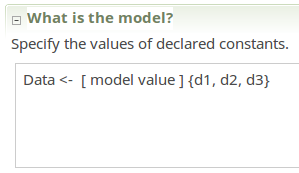 What is the model?
Specify the values of declared constants.
Data <- [ model value ] {d1, d2, d3}